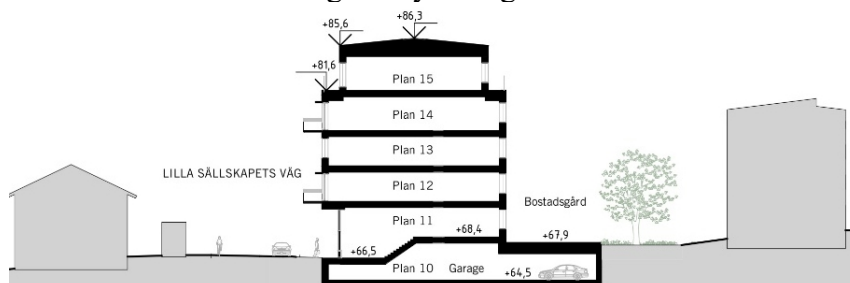 +86,3
+85,6
+81,6
Plan 15
Plan 14
Plan 13
LILLA SÄLLSKAPETS VÄG
Plan 12
Bostadsgård
Plan 11
+68,4
+67,9
+66,5
Plan 10 Garage
+64,5